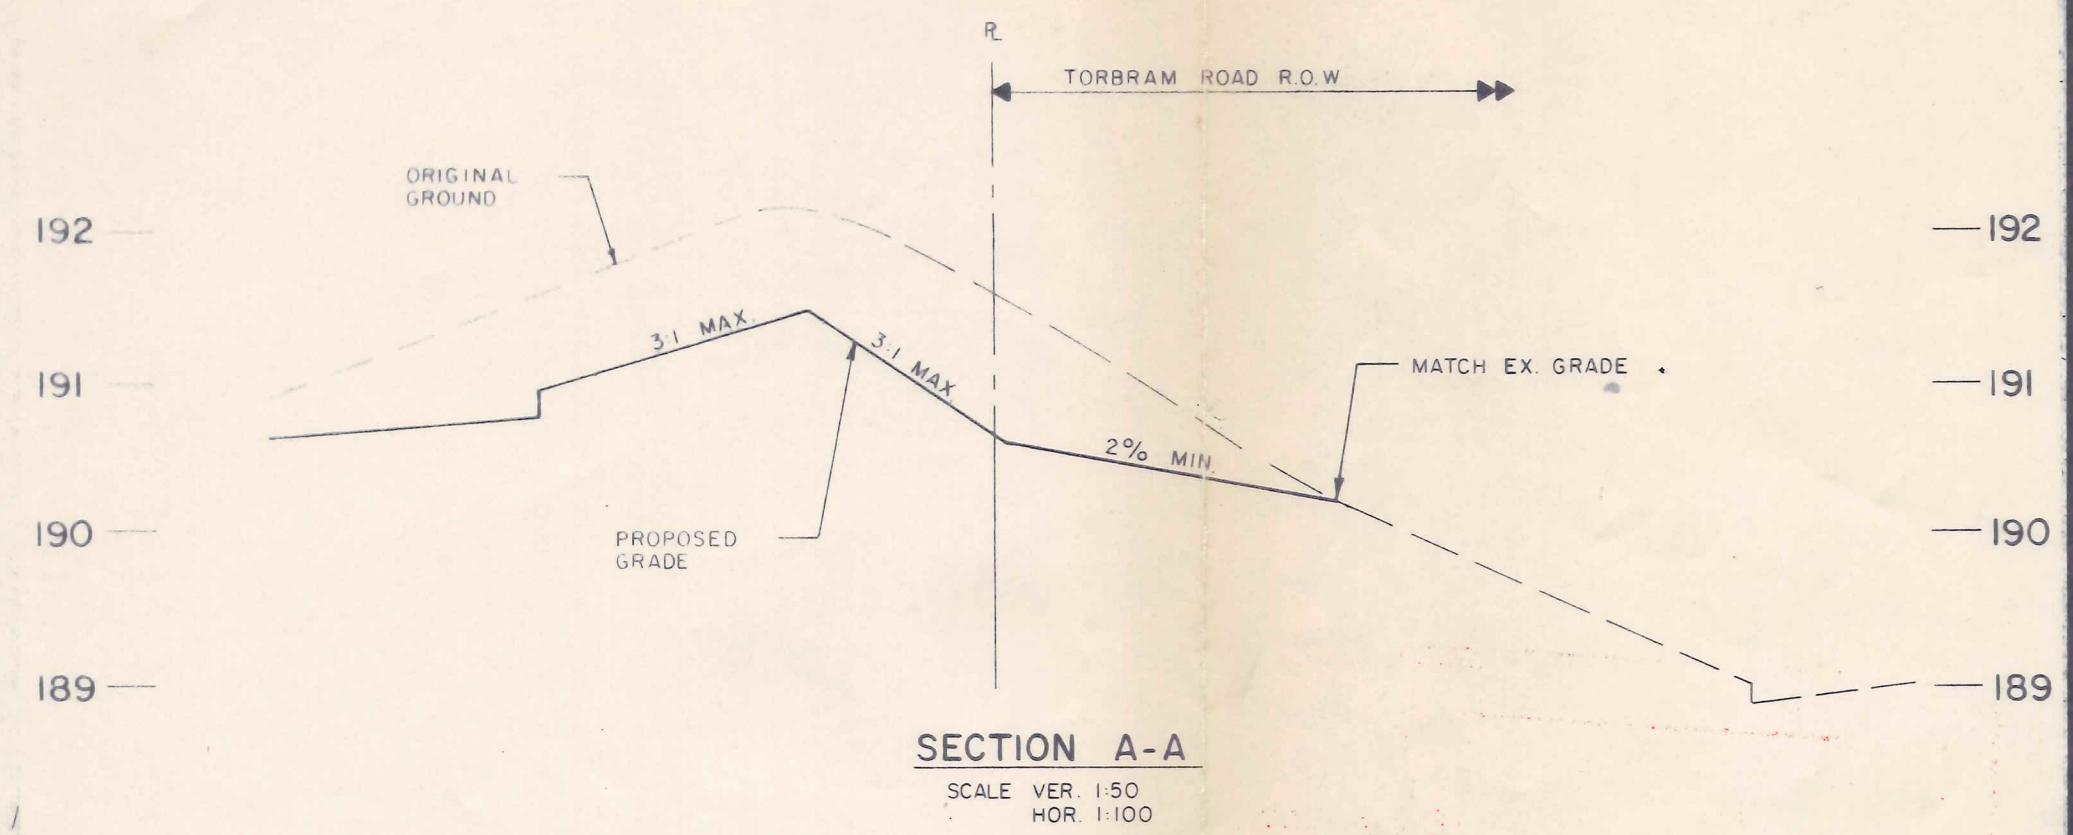 PL
TORBRAM ROAD R.O.W
ORIGINAL
GROUND
192
192
3:1 MAX.
3:1 MAX.
MATCH EX. GRADE
191
191
2% MIN.
PROPOSED
GRADE
190
190
189
189
SECTION A-A
SCALE VER. 1:50
HOR. 1:100